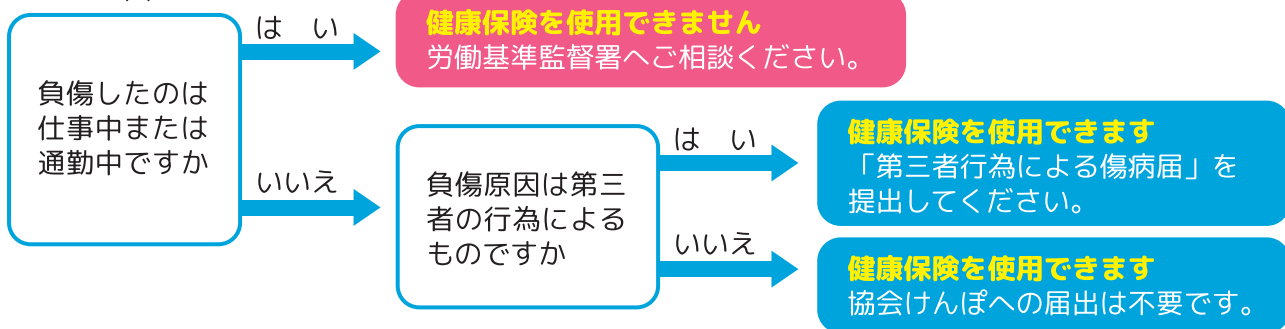 は　い
健康保険を使用できません
労働基準監督署へご相談ください。
負傷したのは
仕事中または
通勤中ですか
いいえ
負傷原因は第三
者の行為による
ものですか
は　い
健康保険を使用できます
「第三者行為による傷病届」を
提出してください。
いいえ
健康保険を使用できます
協会けんぽへの届出は不要です。